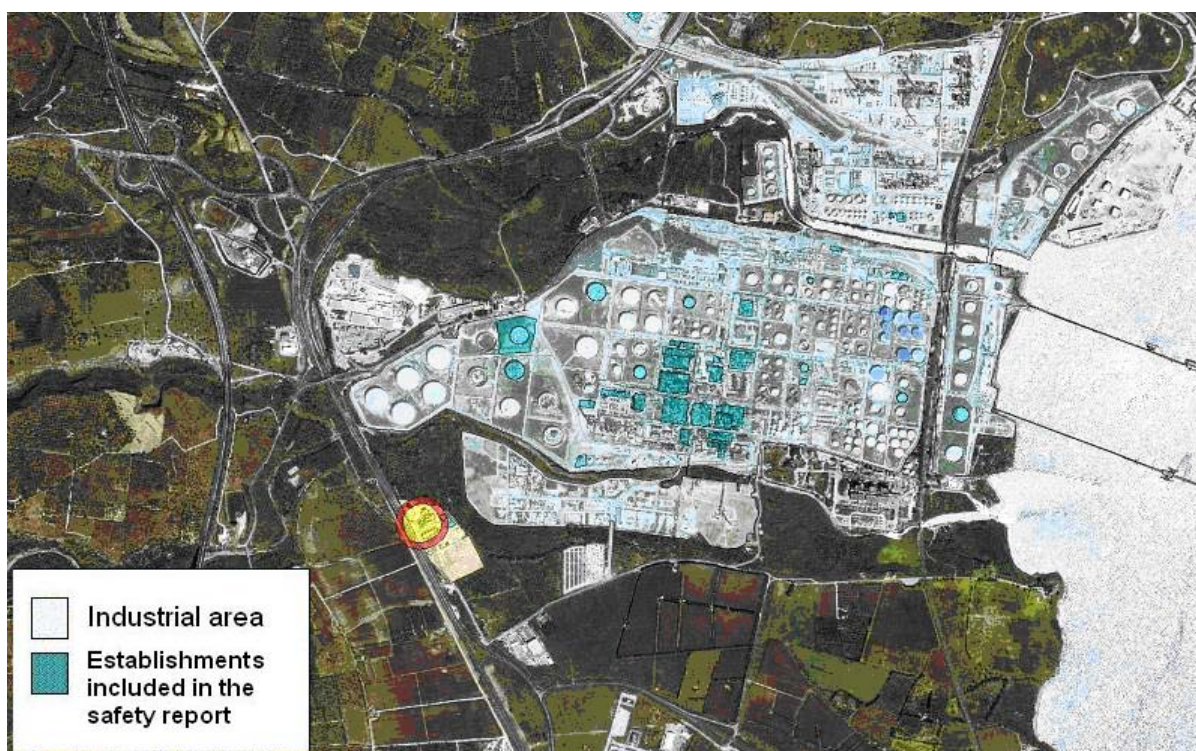 Industrial area
Establishments
included in the
safety report